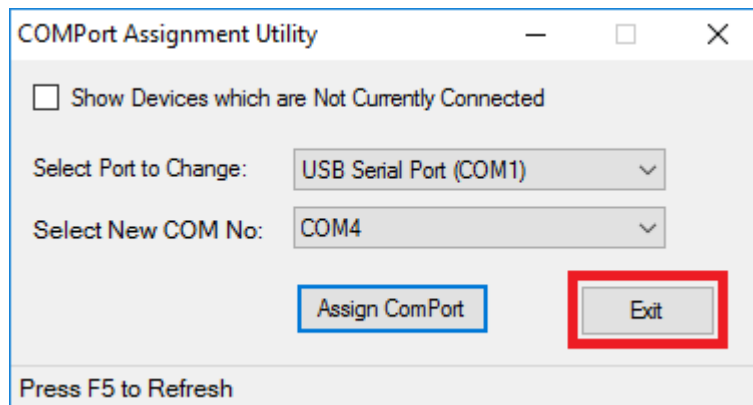 COMPort Assignment Utility
Show Devices which are Not Currently Connected
Select Port to Change: USB Serial Port (COM1)
Select New COM No: COM4
Assign ComPort Exit
Press F5 to Refresh